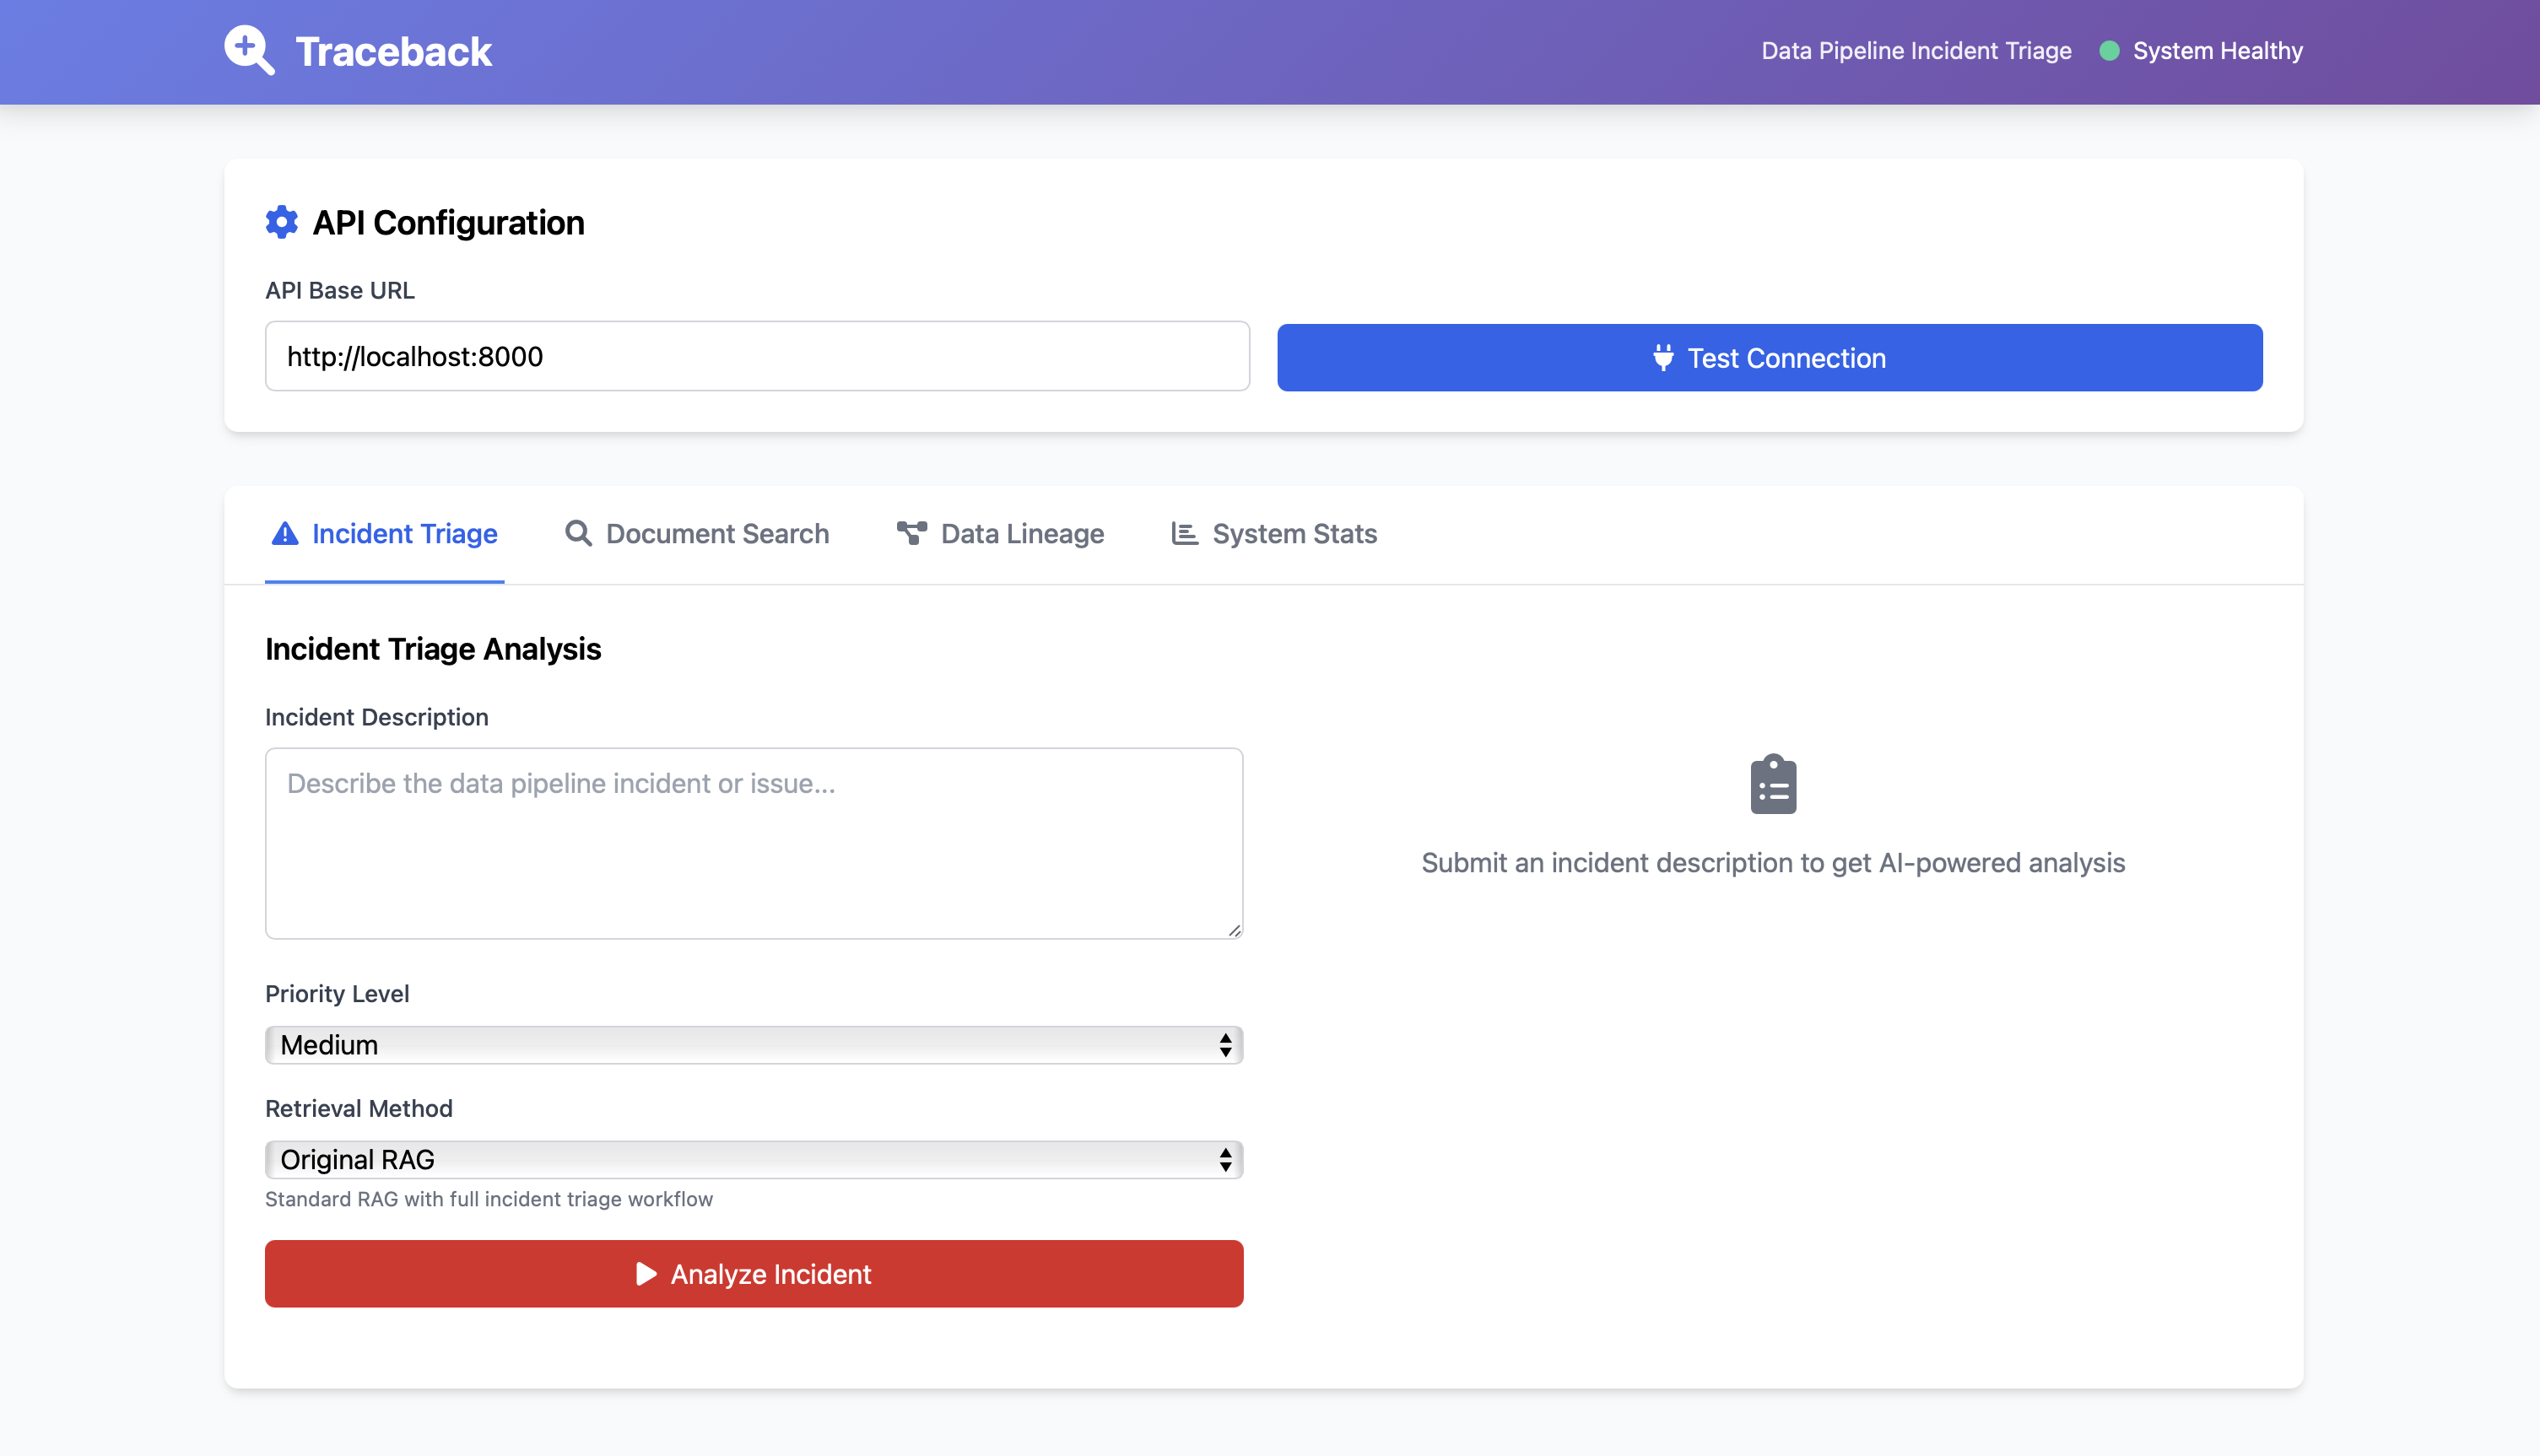 Traceback
Data Pipeline Incident Triage
System Healthy
API Configuration
API Base URL
http://localhost:8000
Test Connection
Incident Triage
Document Search
Data Lineage
System Stats
Incident Triage Analysis
Incident Description
Describe the data pipeline incident or issue...
Submit an incident description to get AI-powered analysis
Priority Level
Medium
Retrieval Method
Original RAG
Standard RAG with full incident triage workflow
Analyze Incident